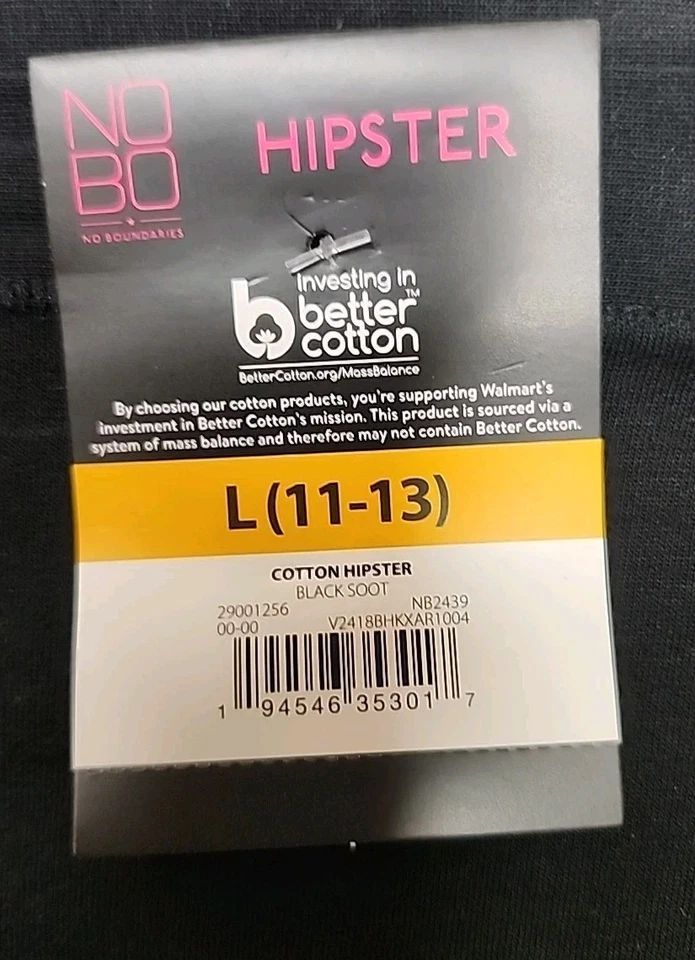 NO
BO
NO BOUNDARIES
HIPSTER
Investing in
better™
cotton
BetterCotton.org/MassBalance
By choosing our cotton products, you're supporting Walmart's
investment in Better Cotton's mission. This product is sourced via a
system of mass balance and therefore may not contain Better Cotton.
L (11-13)
COTTON HIPSTER
BLACK SOOT
29001256 NB2439
00-00 V2418BHKXAR1004
1 94546 35301 7